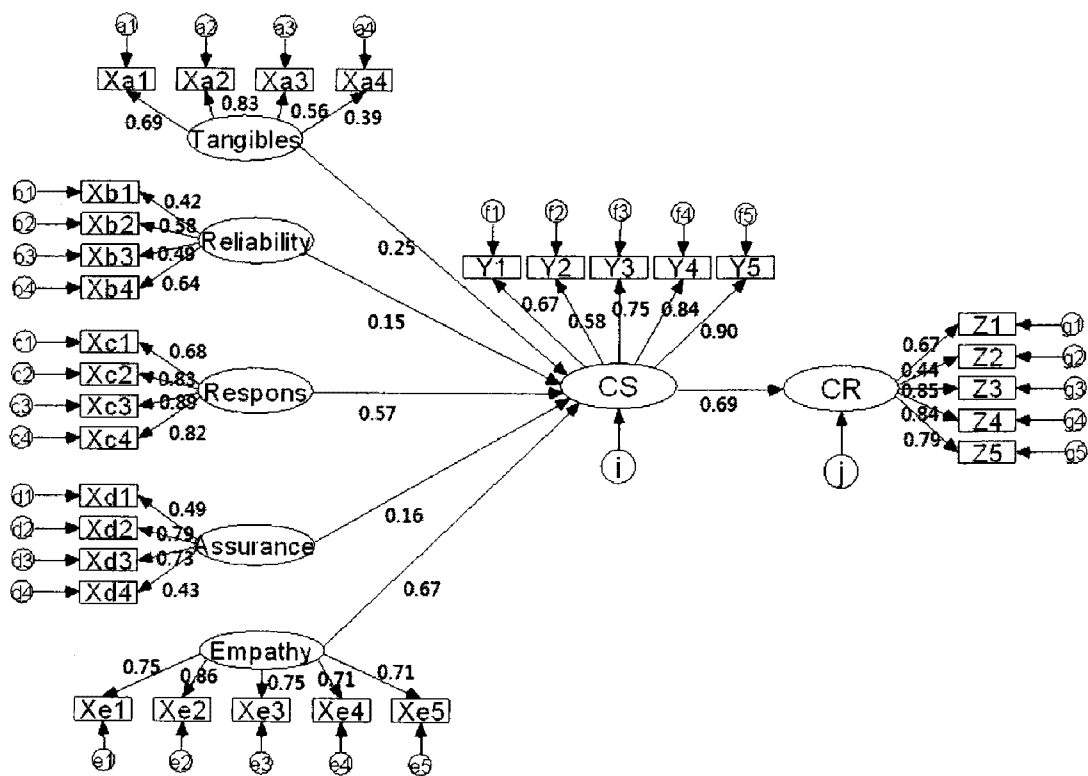 a1 a2 a3 a4
Xa1 Xa2 Xa3 Xa4
0.69 0.83 0.56 0.39
Tangibles
b1 Xb1 0.42
b2 Xb2 0.58
b3 Xb3 0.49
b4 Xb4 0.64
Reliability
c1 Xc1 0.68
c2 Xc2 0.83
c3 Xc3
c4 Xc4 0.82
Respons
d1 Xd1 0.49
d2 Xd2 0.79
d3 Xd3 0.73
d4 Xd4 0.43
Assurance
Empathy
0.75 0.86 0.75 0.71 0.71
Xe1 Xe2 Xe3 Xe4 Xe5
e1 e2 e3 e4 e5
0.25
0.15
0.57
0.16
0.67
f1 f2 f3 f4 f5
Y1 Y2 Y3 Y4 Y5
0.67 0.58 0.75 0.84 0.90
CS
i
0.69
CR
j
0.67 Z1 g1
0.44 Z2 g2
0.85 Z3 g3
0.84 Z4 g4
0.79 Z5 g5